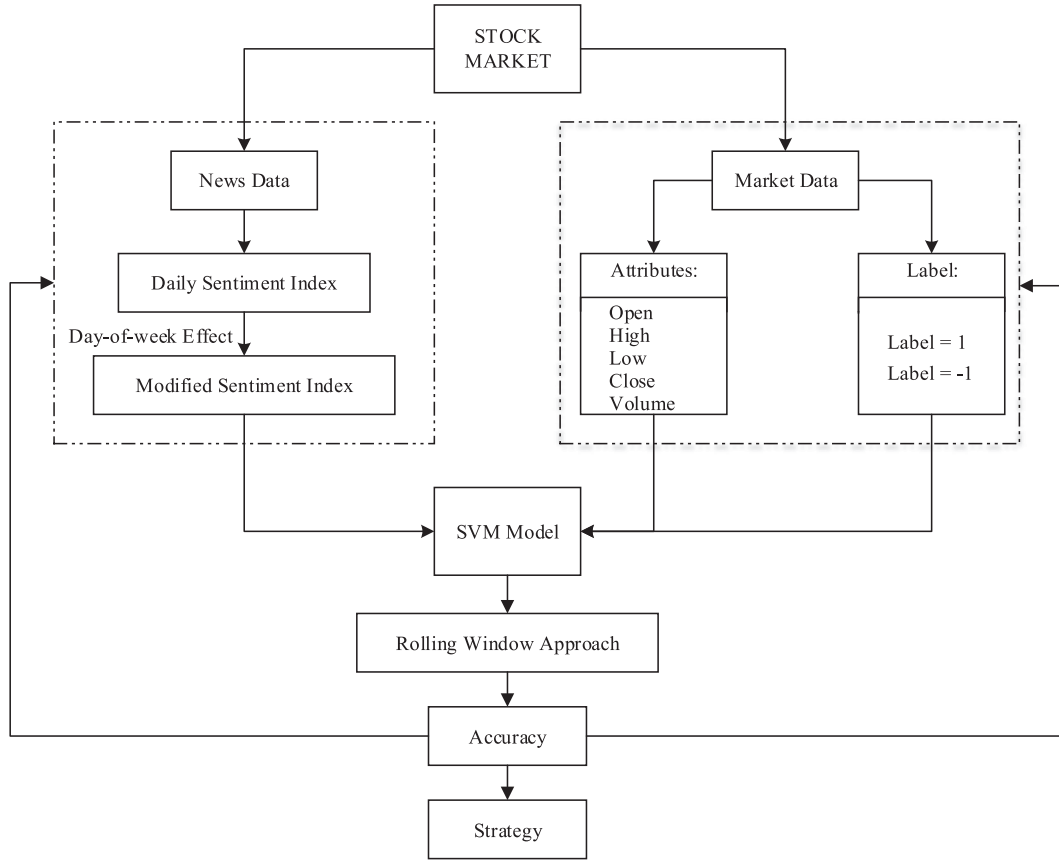 STOCK
MARKET
News Data
Daily Sentiment Index
Day-of-week Effect
Modified Sentiment Index
Market Data
Attributes:
Open
High
Low
Close
Volume
Label:
Label = 1
Label = -1
SVM Model
Rolling Window Approach
Accuracy
Strategy